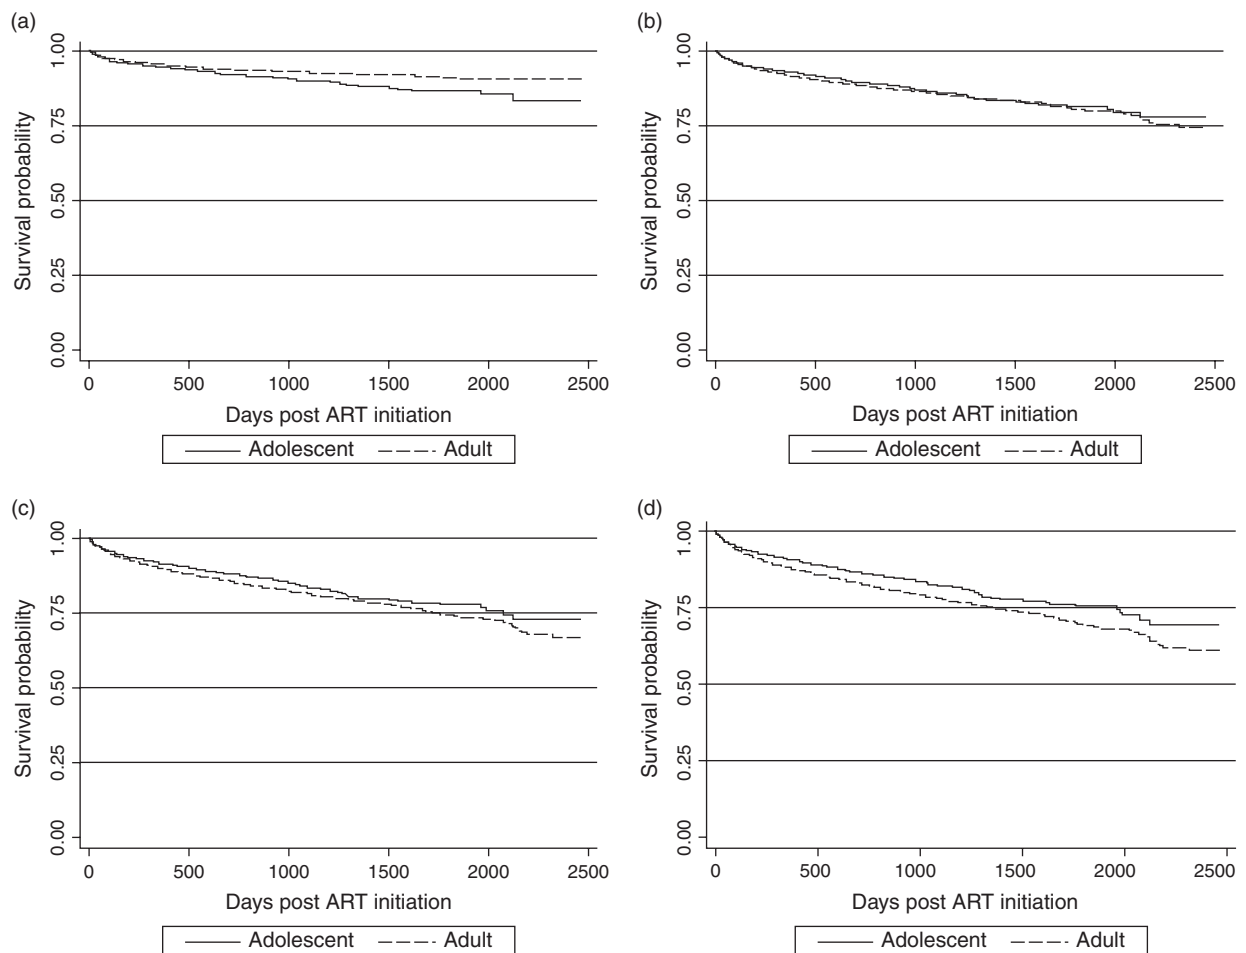 (a)
Survival probability
1.00
0.75
0.50
0.25
0.00
0 500 1000 1500 2000 2500
Days post ART initiation
Adolescent Adult
(b)
Survival probability
1.00
0.75
0.50
0.25
0.00
0 500 1000 1500 2000 2500
Days post ART initiation
Adolescent Adult
(c)
Survival probability
1.00
0.75
0.50
0.25
0.00
0 500 1000 1500 2000 2500
Days post ART initiation
Adolescent Adult
(d)
Survival probability
1.00
0.75
0.50
0.25
0.00
0 500 1000 1500 2000 2500
Days post ART initiation
Adolescent Adult